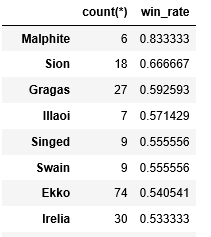 count(*) win_rate
Malphite 6 0.833333
Sion 18 0.666667
Gragas 27 0.592593
Illaoi 7 0.571429
Singed 9 0.555556
Swain 9 0.555556
Ekko 74 0.540541
Irelia 30 0.533333